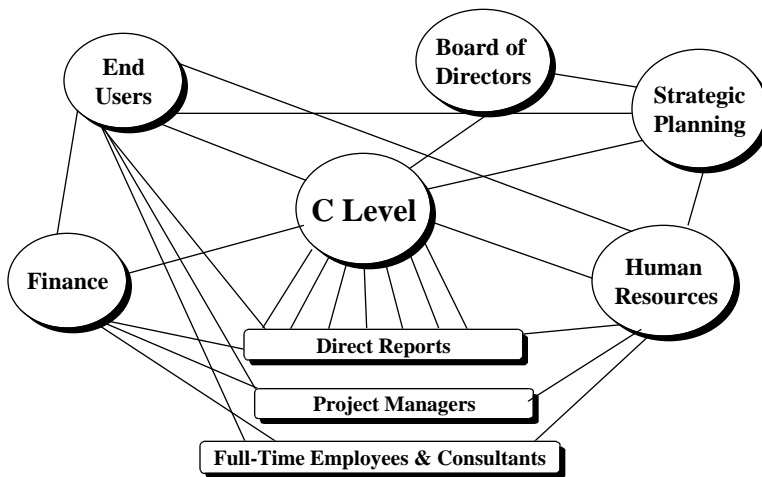 End
Users
Board of
Directors
Strategic
Planning
C Level
Finance
Human
Resources
Direct Reports
Project Managers
Full-Time Employees & Consultants